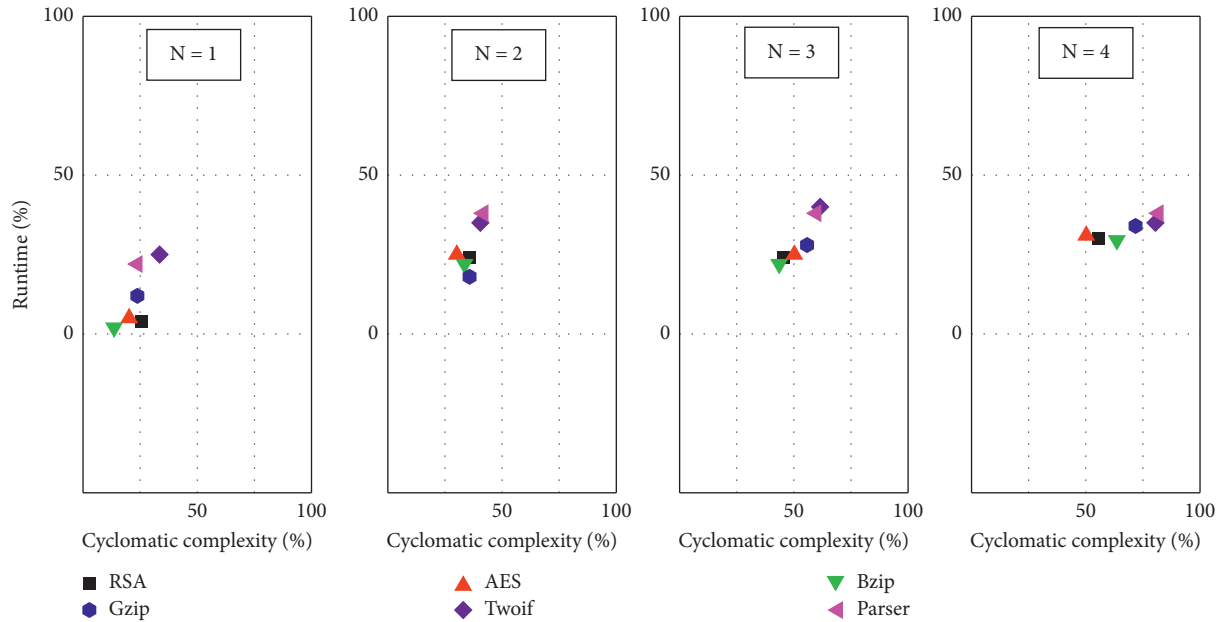 100 100 100 100
N = 1 N = 2 N = 3 N = 4
50 50 50 50
Runtime (%)
0 0 0 0
50 100 50 100 50 100 50 100
Cyclomatic complexity (%) Cyclomatic complexity (%) Cyclomatic complexity (%) Cyclomatic complexity (%)
RSA AES Bzip
Gzip Twoif Parser